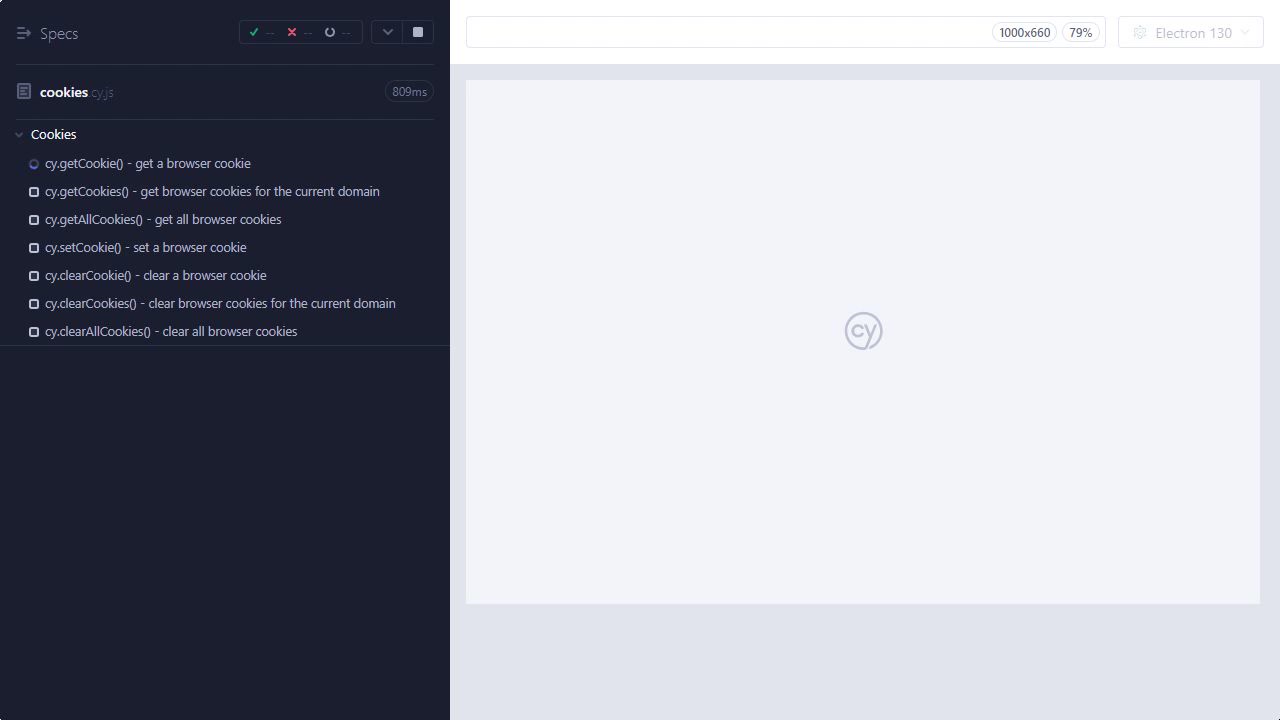 Specs
--
--
--
cookies.cy.js
809ms
Cookies
cy.getCookie() - get a browser cookie
cy.getCookies() - get browser cookies for the current domain
cy.getAllCookies() - get all browser cookies
cy.setCookie() - set a browser cookie
cy.clearCookie() - clear a browser cookie
cy.clearCookies() - clear browser cookies for the current domain
cy.clearAllCookies() - clear all browser cookies
1000x660
79%
Electron 130
cy